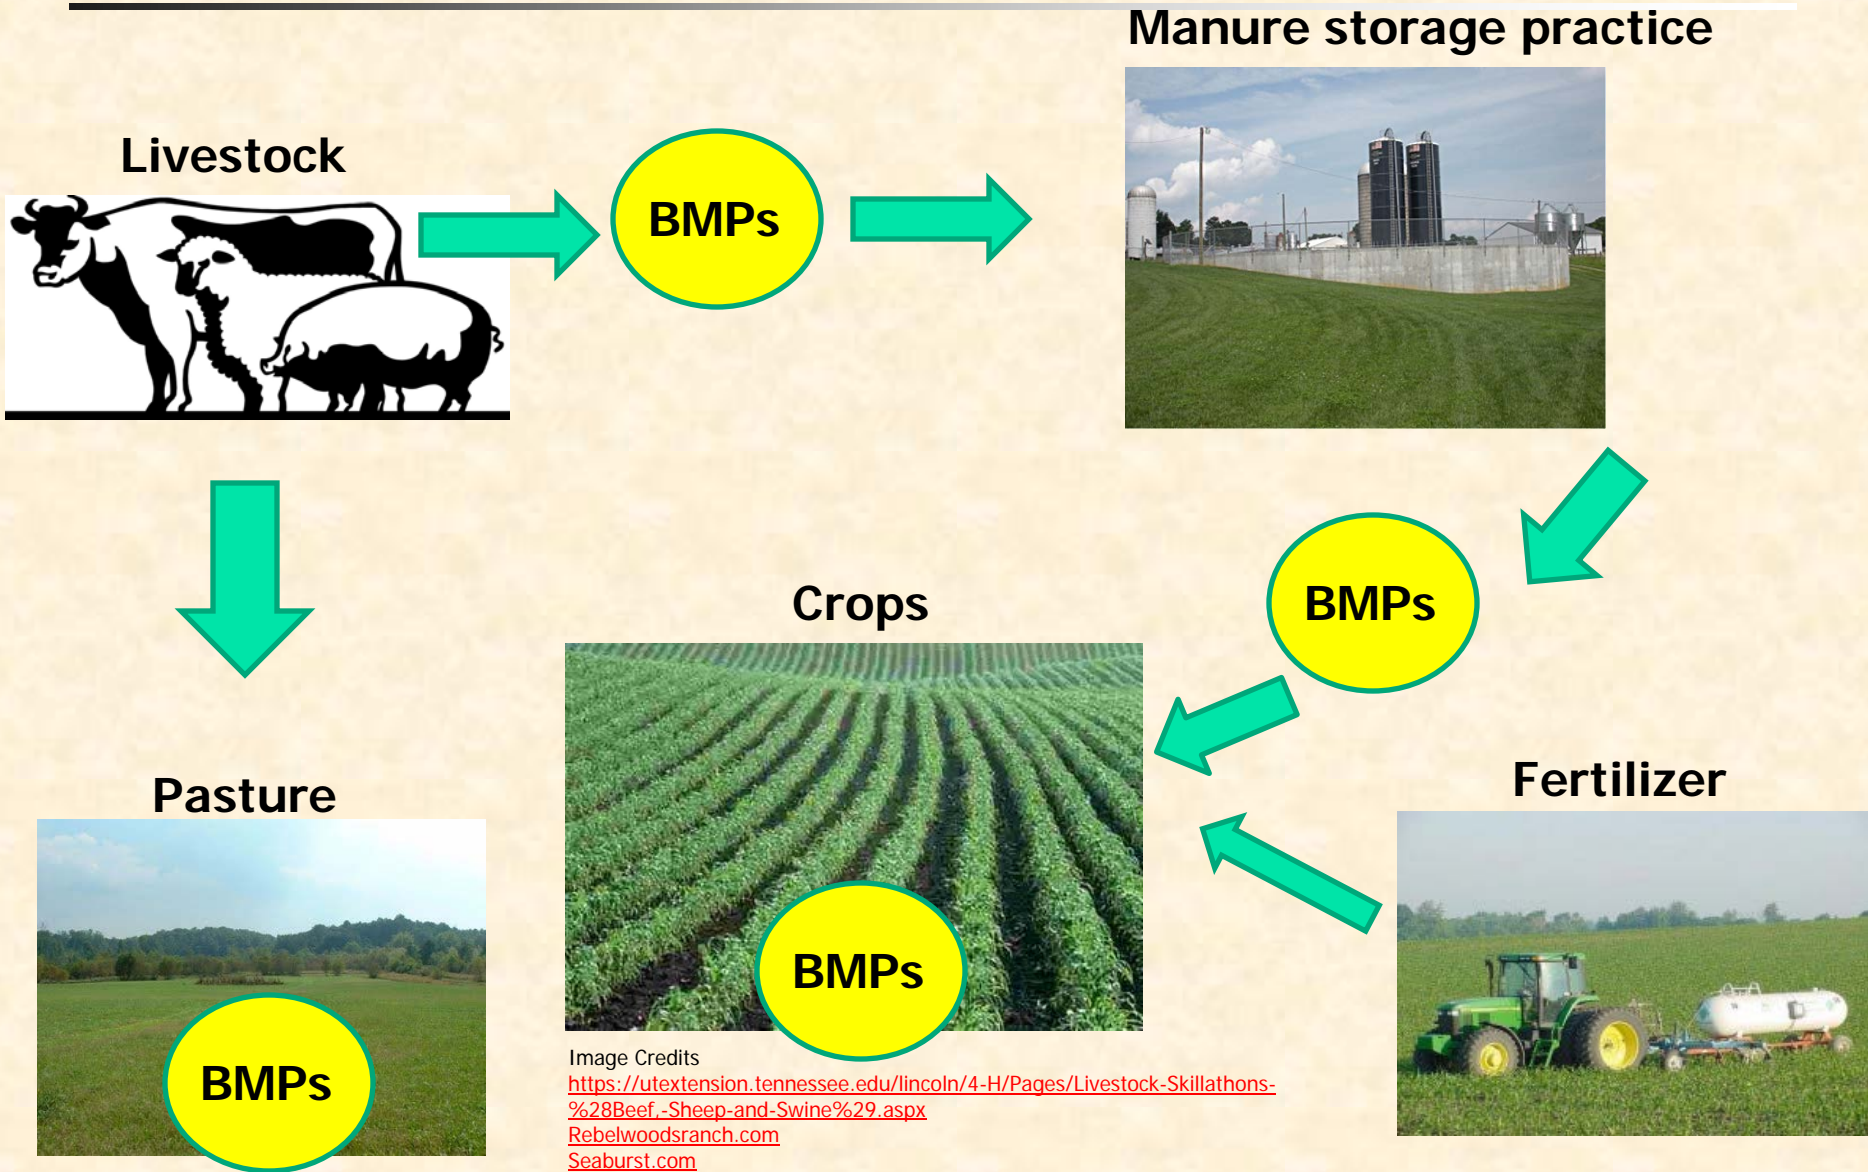 Manure storage practice
Livestock
BMPs
BMPs
Crops
Pasture
Fertilizer
BMPs
BMPs
Image Credits
https://utextension.tennessee.edu/lincoln/4-H/Pages/Livestock-Skillathons-
%28Beef,-Sheep-and-Swine%29.aspx
Rebelwoodsranch.com
Seaburst.com